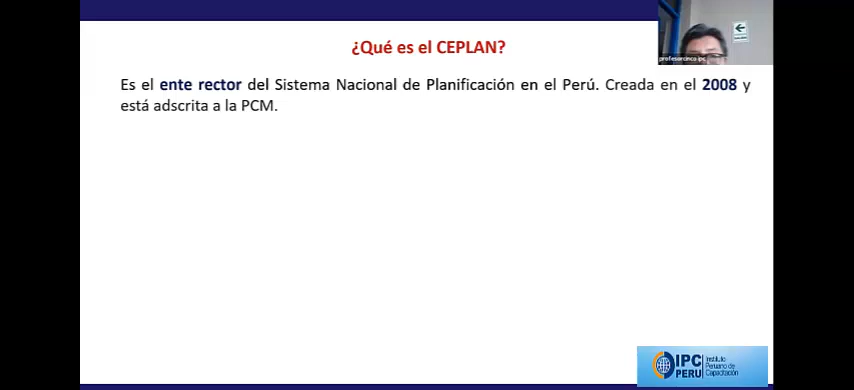 ¿Qué es el CEPLAN?
profesorcinco ipc
Es el ente rector del Sistema Nacional de Planificación en el Perú. Creada en el 2008 y
está adscrita a la PCM.
IPC
PERU
Instituto
Peruano de
Capacitación